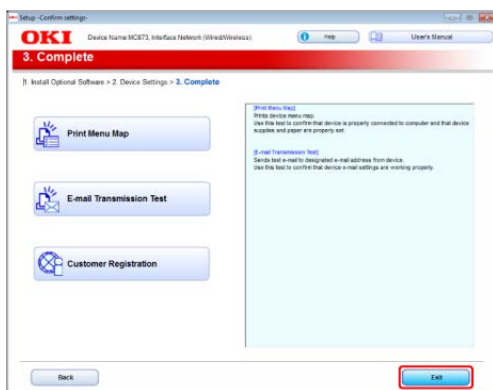 Setup -Confirm settings-
OKI
Device Name:MC873, Interface:Network (Wired/Wireless)
Help
User's Manual
3. Complete
1. Install Optional Software > 2. Device Settings > 3. Complete
Print Menu Map
E-mail Transmission Test
Customer Registration
[Print Menu Map]
Prints device menu map.
Use this test to confirm that device is properly connected to computer and that device
supplies and paper are properly set.
[E-mail Transmission Test]
Sends test e-mail to designated e-mail address from device.
Use this test to confirm that device e-mail settings are working properly.
Back
Exit